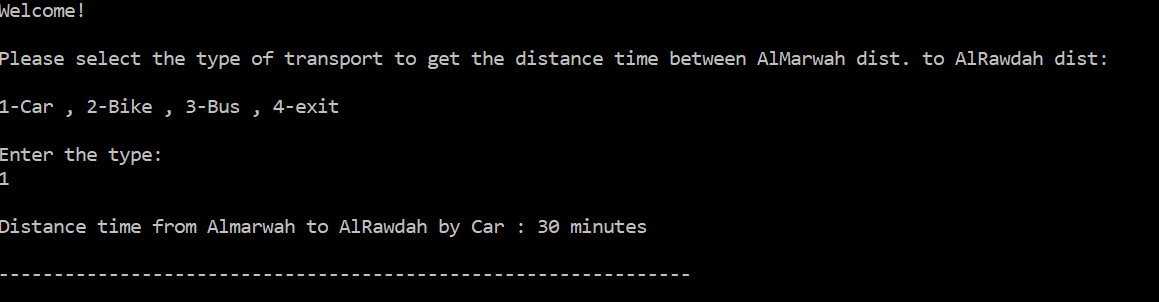 Welcome!
Please select the type of transport to get the distance time between AlMarwah dist. to AlRawdah dist:
1-Car , 2-Bike , 3-Bus , 4-exit
Enter the type:
1
Distance time from Almarwah to AlRawdah by Car : 30 minutes
---------------------------------------------------------------